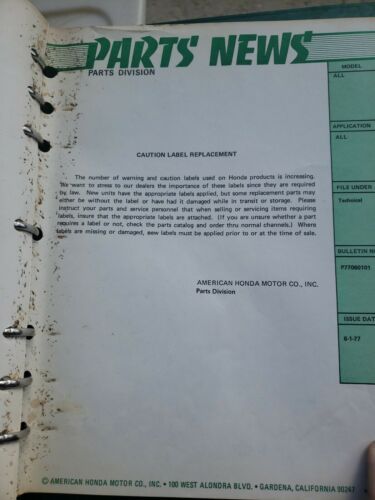 PARTS NEWS
PARTS DIVISION
MODEL
ALL
APPLICATION
ALL
FILE UNDER
Technical
BULLETIN N
P77060101
ISSUE DAT
6-1-77
CAUTION LABEL REPLACEMENT
The number of warning and caution labels used on Honda products is increasing.
We want to stress to our dealers the importance of these labels since they are required
by law. New units have the appropriate labels applied, but some replacement parts may
either be without the label or have had it damaged while in transit or storage. Please
instruct your parts and service personnel that when selling or servicing items requiring
labels, insure that the appropriate labels are attached. (If you are unsure whether a part
requires a label or not, check the parts catalog and order thru normal channels.) Where
labels are missing or damaged, new labels must be applied prior to or at the time of sale.
AMERICAN HONDA MOTOR CO., INC.
Parts Division
© AMERICAN HONDA MOTOR CO., INC. • 100 WEST ALONDRA BLVD. • GARDENA, CALIFORNIA 90247